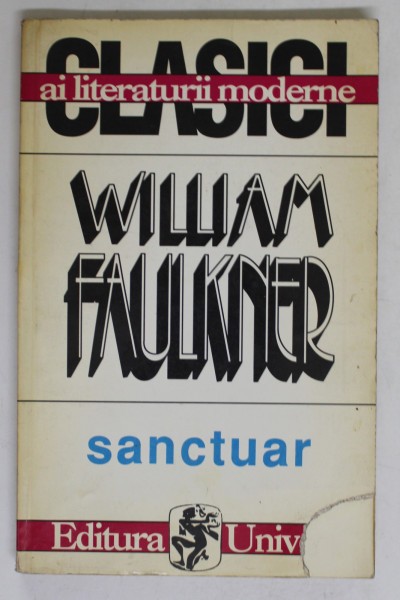 CLASICI
ai literaturii moderne
WILLIAM
FAULKNER
sanctuar
Editura Univ